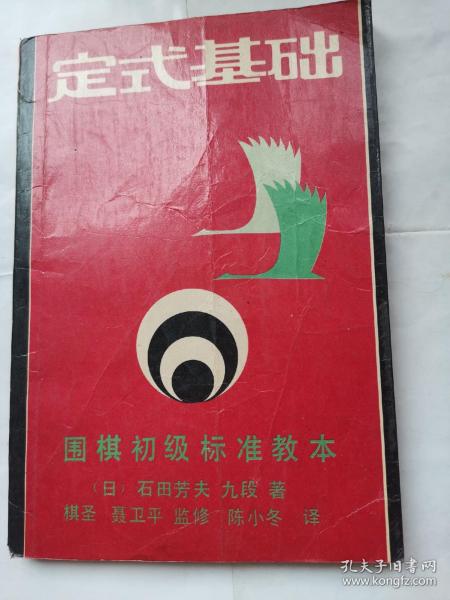 定式基础
围棋初级标准教本
（日）石田芳夫 九段 著
棋圣 聂卫平 监修 陈小冬 译
孔夫子旧书网
www.kongfz.com